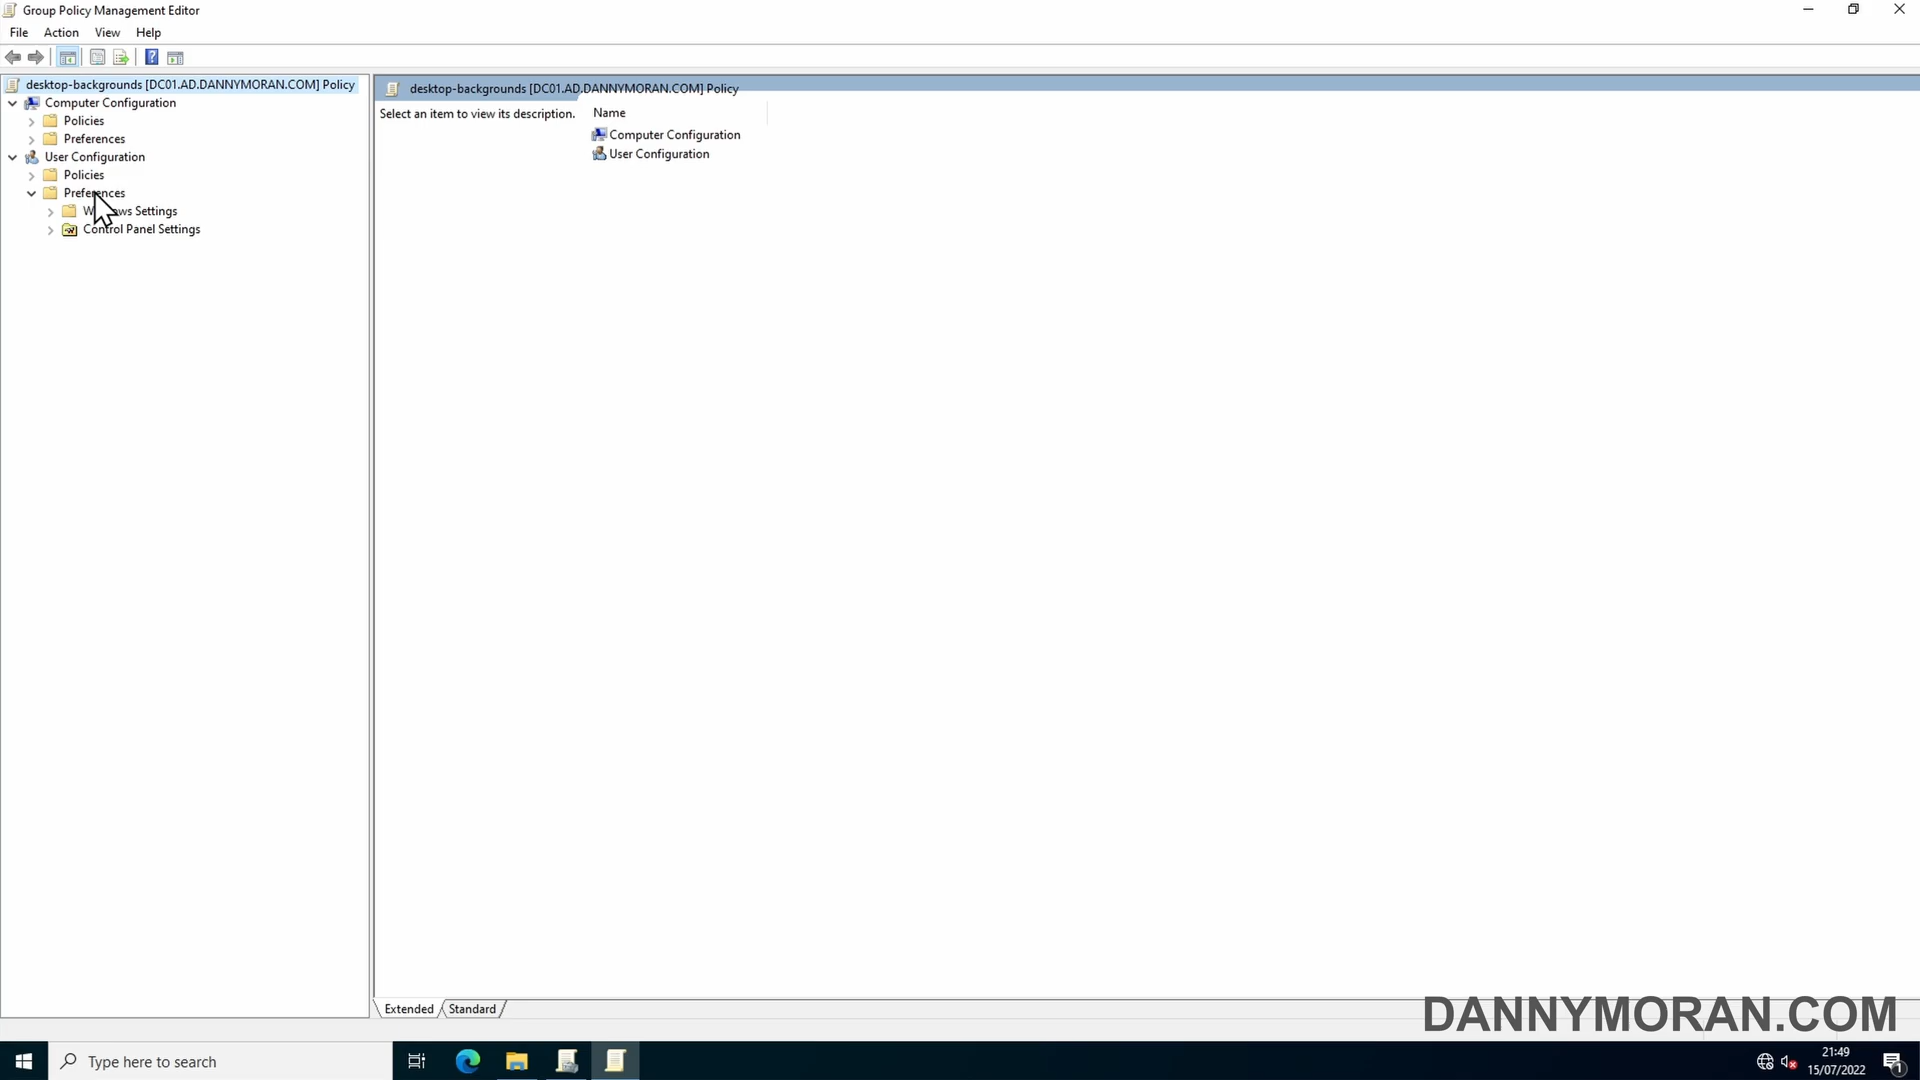 Group Policy Management Editor
File Action View Help
desktop-backgrounds [DC01.AD.DANNYMORAN.COM] Policy
Computer Configuration
Policies
Preferences
User Configuration
Policies
Preferences
Settings
Control Panel Settings
desktop-backgrounds [DC01.AD.DANNYMORAN.COM] Policy
Select an item to view its description.
Name
Computer Configuration
User Configuration
Extended
Standard
DANNYMORAN.COM
Type here to search
21:49
15/07/2022
1